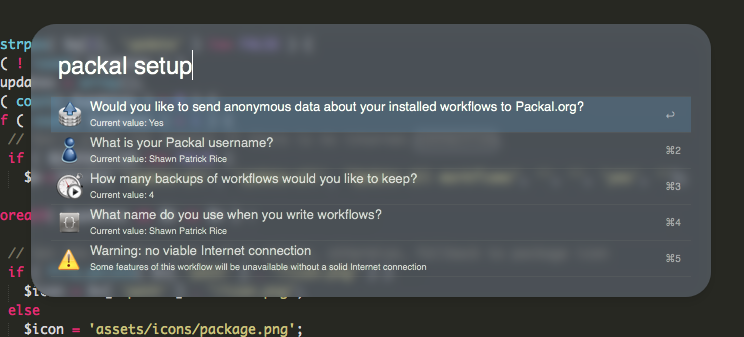 strp
( !
packal setup
updat
( co
f (
Would you like to send anonymous data about your installed workflows to Packal.org?
Current value: Yes
↩
//
What is your Packal username?
Current value: Shawn Patrick Rice
⌘2
if
$
How many backups of workflows would you like to keep?
Current value: 4
⌘3
orea
What name do you use when you write workflows?
Current value: Shawn Patrick Rice
⌘4
//
Warning: no viable Internet connection
Some features of this workflow will be unavailable without a solid Internet connection
⌘5
if
else
$icon = 'assets/icons/package.png';